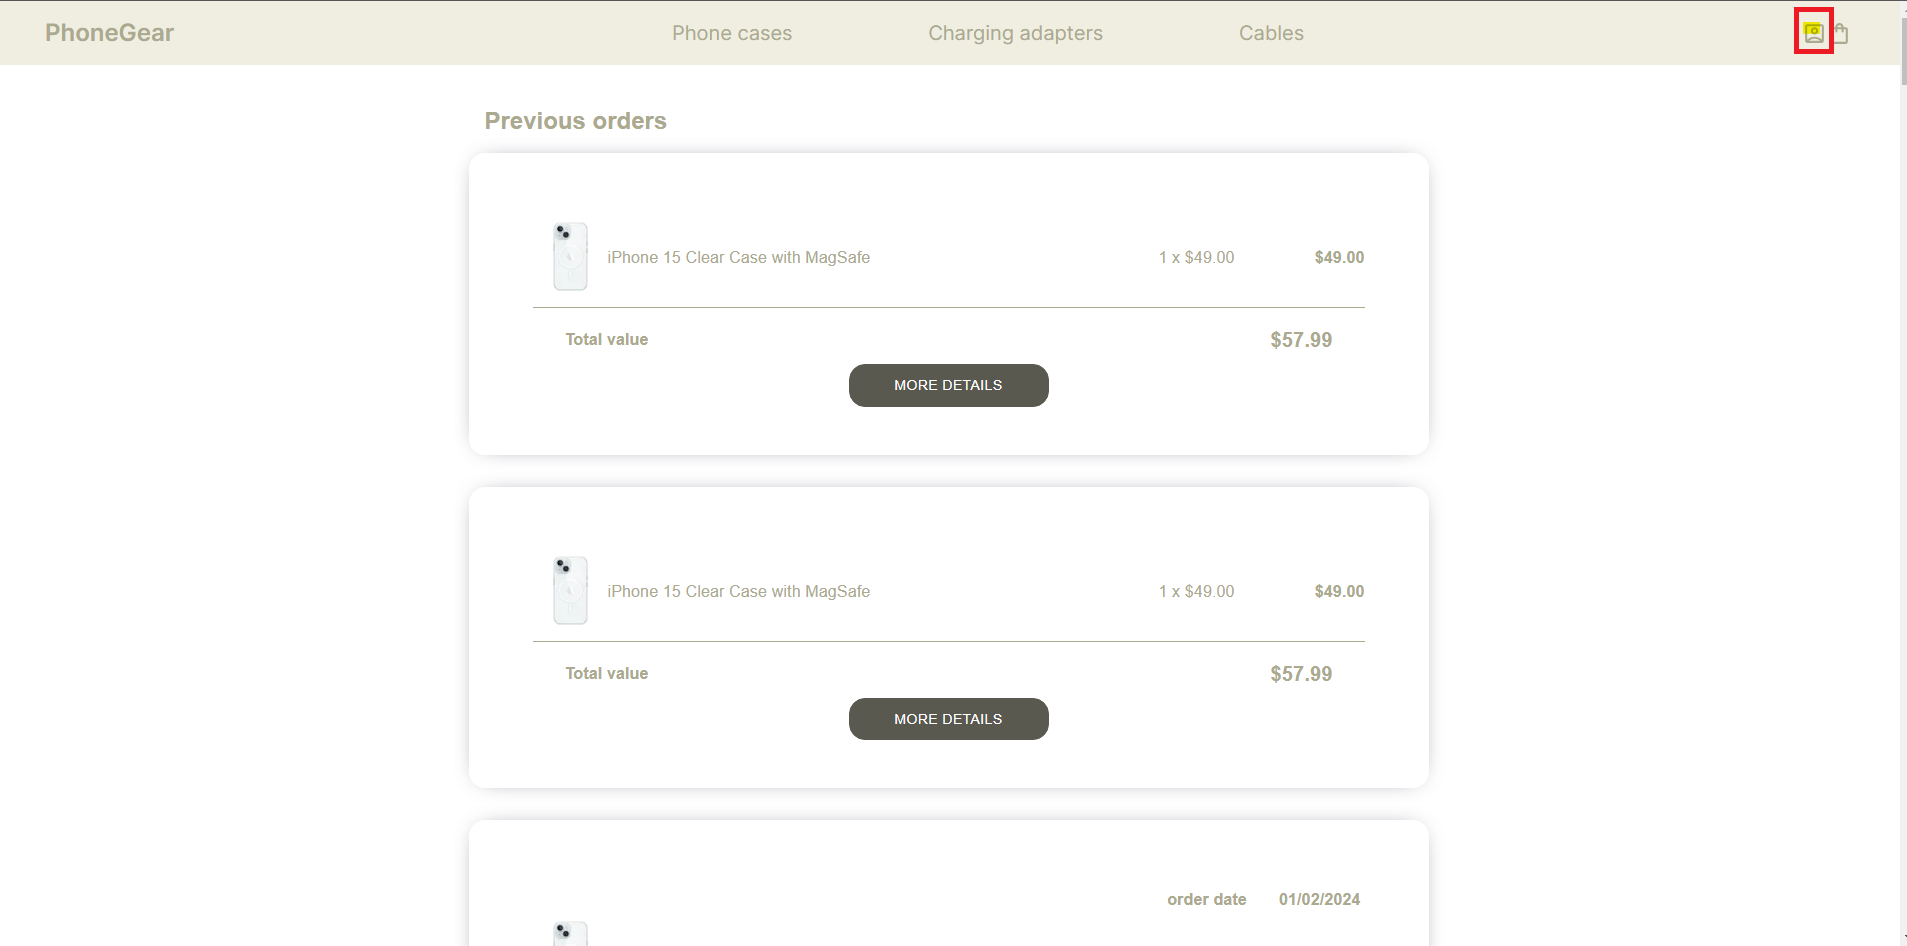 PhoneGear Phone cases Charging adapters Cables
Previous orders
iPhone 15 Clear Case with MagSafe 1 x $49.00 $49.00
Total value $57.99
MORE DETAILS
iPhone 15 Clear Case with MagSafe 1 x $49.00 $49.00
Total value $57.99
MORE DETAILS
order date 01/02/2024